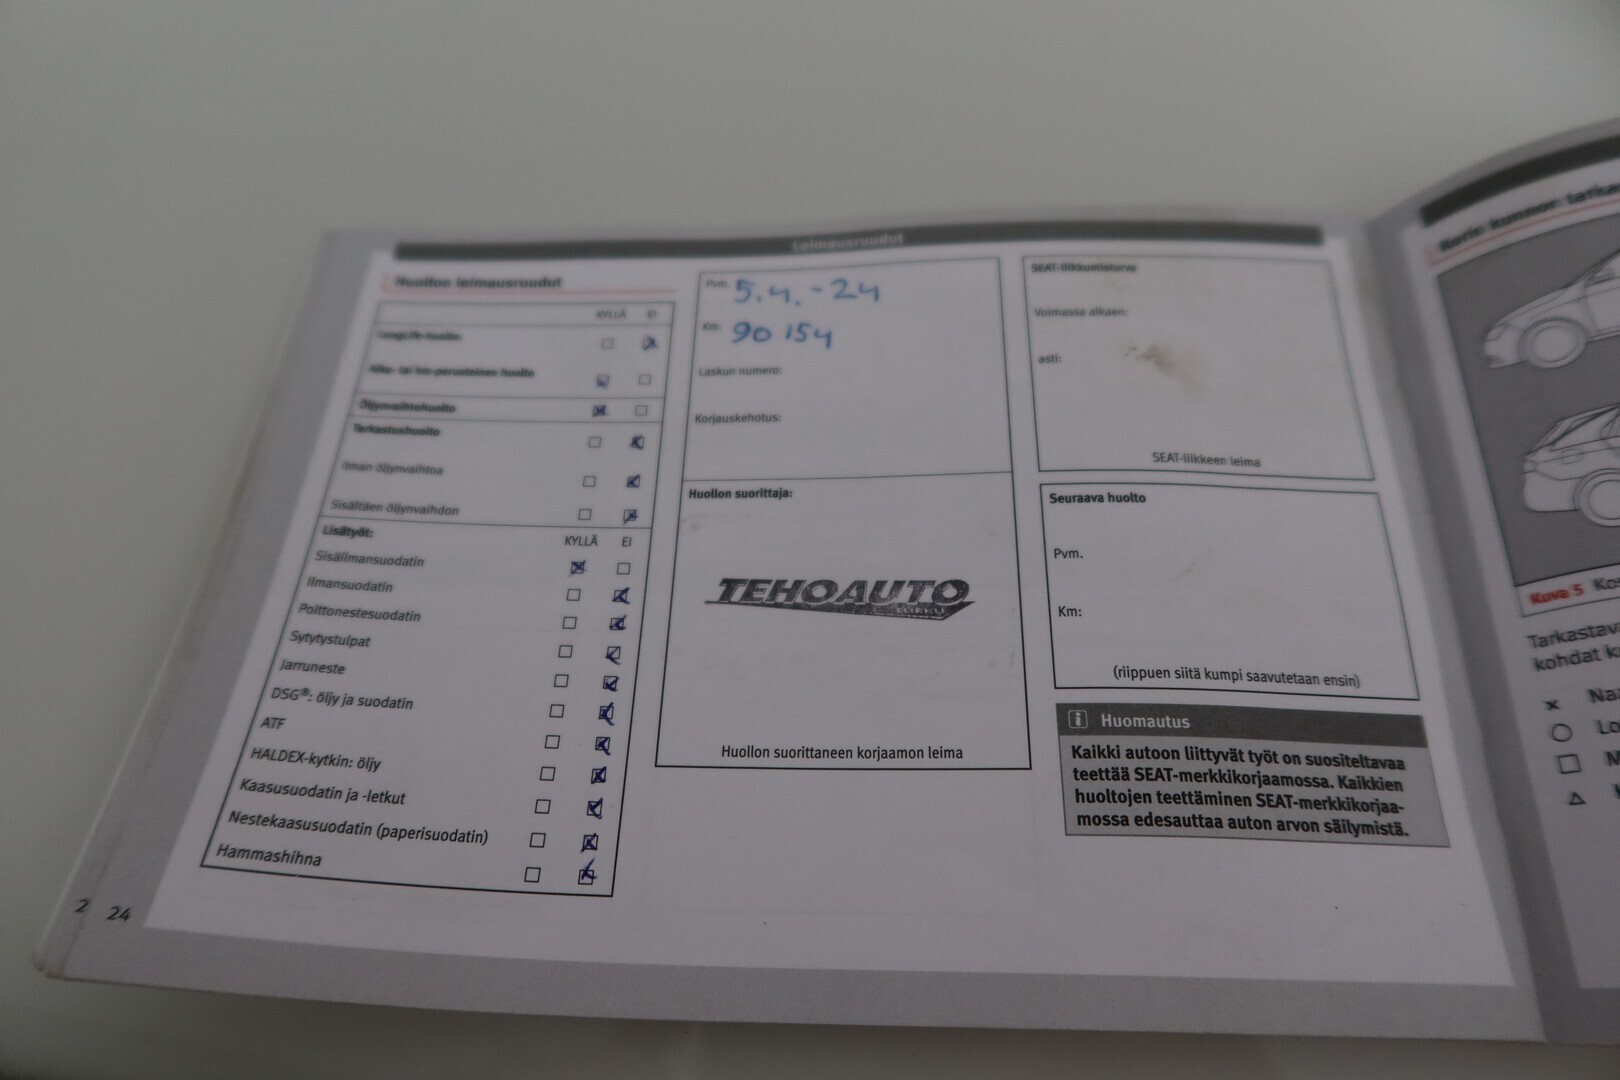 Leimausruudut
Huollon leimausruudut
KYLLÄ EI
LongLife-huolto
Aika- tai km-perusteinen huolto
Öljynvaihtohuolto
Tarkastushuolto
Ilman öljynvaihtoa
Sisältäen öljynvaihdon
Lisätyöt:
KYLLÄ EI
Sisäilmansuodatin
Ilmansuodatin
Polttonestesuodatin
Sytytystulpat
Jarruneste
DSG®: öljy ja suodatin
ATF
HALDEX-kytkin: öljy
Kaasusuodatin ja -letkut
Nestekaasusuodatin (paperisuodatin)
Hammashihna
2 24
Pvm. 5.4.-24
Km: 90 154
Laskun numero:
Korjauskehotus:
Huollon suorittaja:
TEHOAUTO
TURKU
Huollon suorittaneen korjaamon leima
SEAT-liikkumisturva
Voimassa alkaen:
asti:
SEAT-liikkeen leima
Seuraava huolto
Pvm.
Km:
(riippuen siitä kumpi saavutetaan ensin)
i Huomautus
Kaikki autoon liittyvät työt on suositeltavaa
teettää SEAT-merkkikorjaamossa. Kaikkien
huoltojen teettäminen SEAT-merkkikorjaa-
mossa edesauttaa auton arvon säilymistä.
Korin kunnon
Kuva 5
kohdat